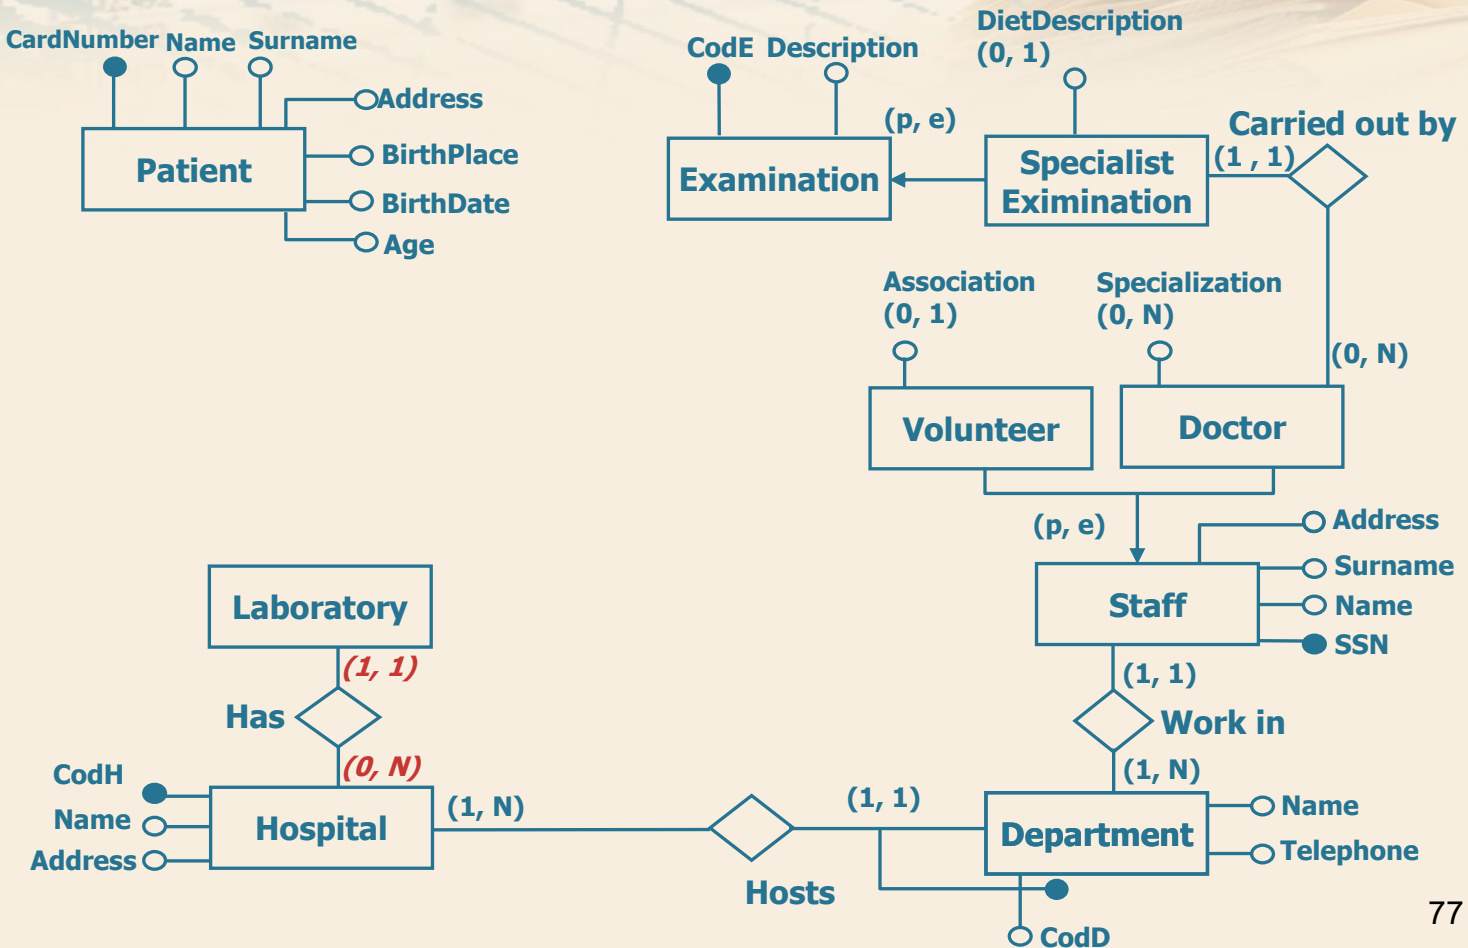 CardNumber Name Surname
Address
BirthPlace
BirthDate
Age
Patient
CodE Description
Examination
(p, e)
DietDescription
(0, 1)
Specialist
Eximination
Carried out by
(1 , 1)
(0, N)
Association
(0, 1)
Specialization
(0, N)
Volunteer
Doctor
(p, e)
Address
Surname
Name
SSN
Staff
(1, 1)
Work in
(1, N)
Laboratory
(1, 1)
Has
(0, N)
CodH
Name
Address
Hospital
(1, N)
Hosts
(1, 1)
Department
Name
Telephone
CodD
77